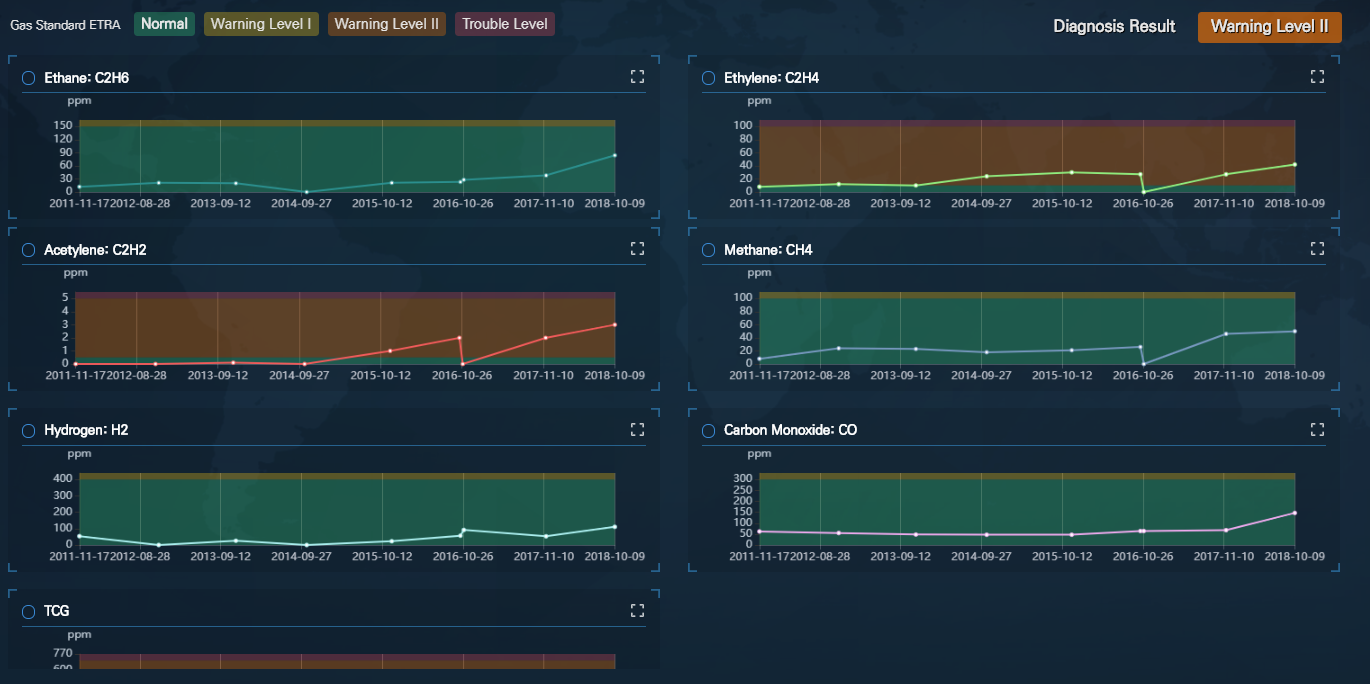 Gas Standard ETRA Normal Warning Level I Warning Level II Trouble Level
Diagnosis Result Warning Level II
Ethane: C2H6
ppm
150
120
90
60
30
0
2011-11-17 2012-08-28 2013-09-12 2014-09-27 2015-10-12 2016-10-26 2017-11-10 2018-10-09
Ethylene: C2H4
ppm
100
80
60
40
20
0
2011-11-17 2012-08-28 2013-09-12 2014-09-27 2015-10-12 2016-10-26 2017-11-10 2018-10-09
Acetylene: C2H2
ppm
5
4
3
2
1
0
2011-11-17 2012-08-28 2013-09-12 2014-09-27 2015-10-12 2016-10-26 2017-11-10 2018-10-09
Methane: CH4
ppm
100
80
60
40
20
0
2011-11-17 2012-08-28 2013-09-12 2014-09-27 2015-10-12 2016-10-26 2017-11-10 2018-10-09
Hydrogen: H2
ppm
400
300
200
100
0
2011-11-17 2012-08-28 2013-09-12 2014-09-27 2015-10-12 2016-10-26 2017-11-10 2018-10-09
Carbon Monoxide: CO
ppm
300
250
200
150
100
50
0
2011-11-17 2012-08-28 2013-09-12 2014-09-27 2015-10-12 2016-10-26 2017-11-10 2018-10-09
TCG
ppm
770